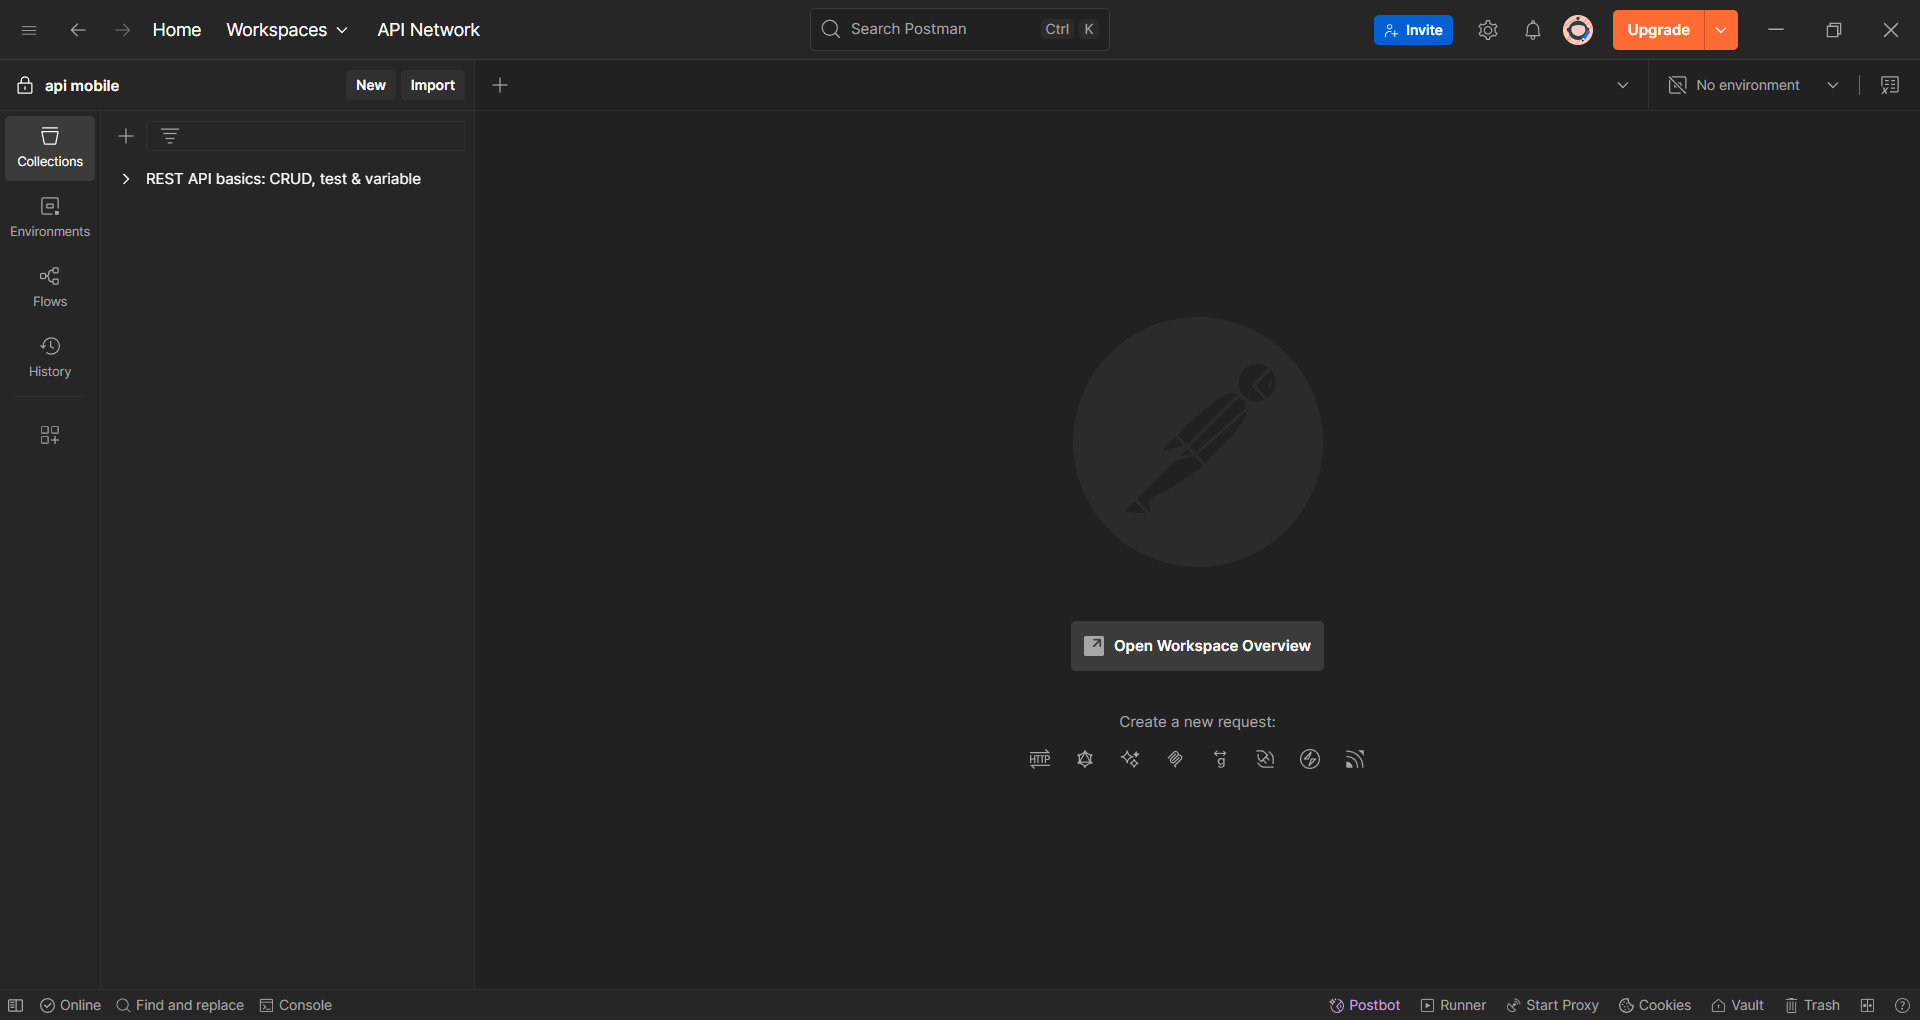 Home Workspaces API Network Search Postman Ctrl K Invite Upgrade
api mobile New Import No environment
Collections
REST API basics: CRUD, test & variable
Environments
Flows
History
Open Workspace Overview
Create a new request:
HTTP
g
Online Find and replace Console Postbot Runner Start Proxy Cookies Vault Trash